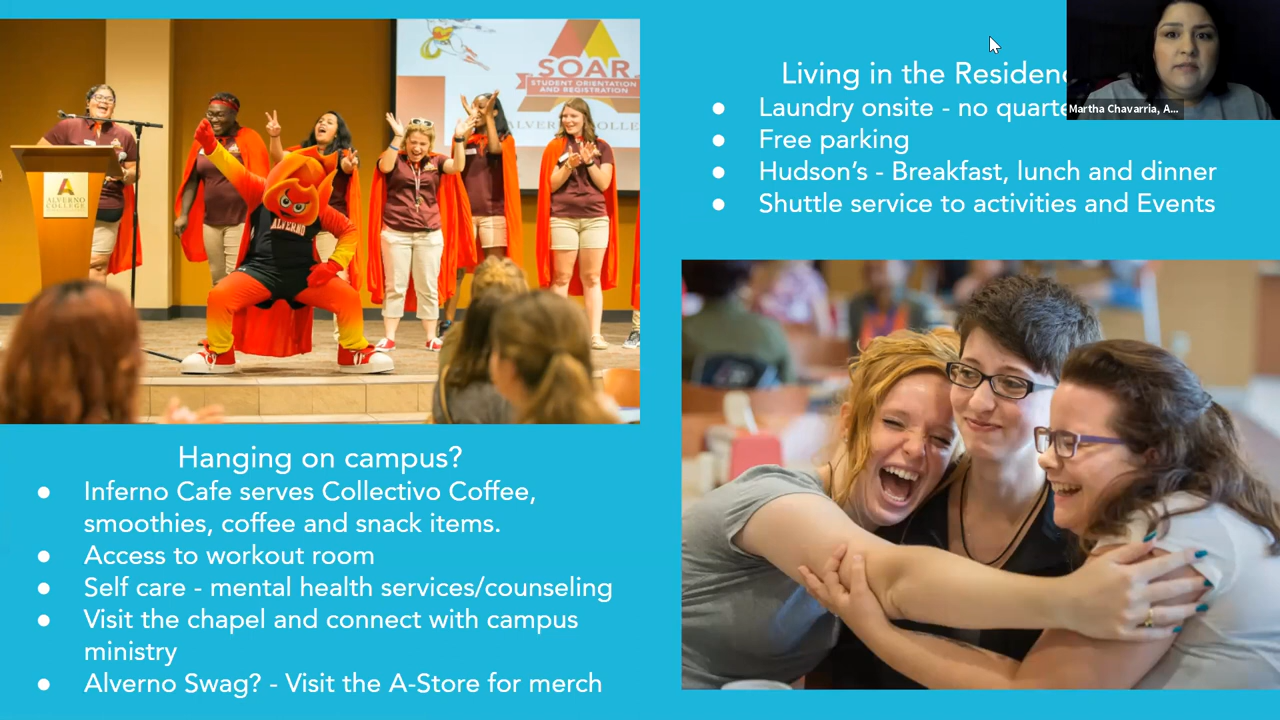 SOAR
STUDENT ORIENTATION
AND REGISTRATION
ALVERNO COLLE
ALVERNO
COLLEGE
ALVERNO
Hanging on campus?
● Inferno Cafe serves Collectivo Coffee,
smoothies, coffee and snack items.
● Access to workout room
● Self care - mental health services/counseling
● Visit the chapel and connect with campus
ministry
● Alverno Swag? - Visit the A-Store for merch
Living in the Residenc
● Laundry onsite - no quarte
● Free parking
● Hudson’s - Breakfast, lunch and dinner
● Shuttle service to activities and Events
Martha Chavarria, A...